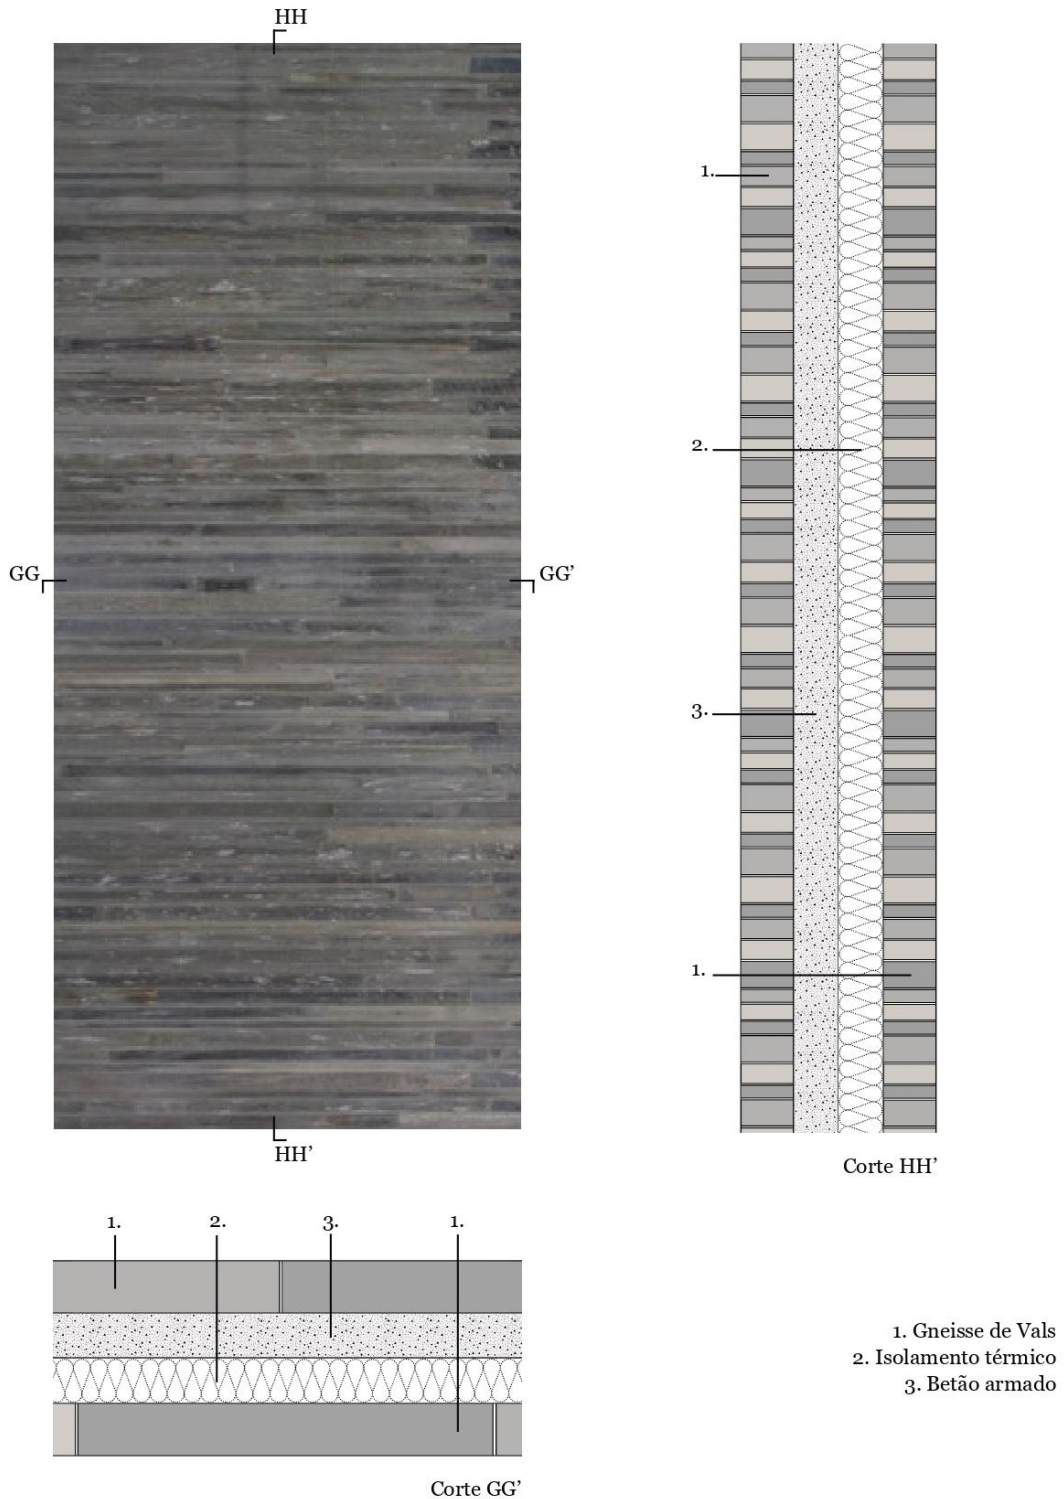 HH
1.
2.
GG
GG’
3.
1.
HH’
Corte HH’
1.
2.
3.
1.
1. Gneisse de Vals
2. Isolamento térmico
3. Betão armado
Corte GG’